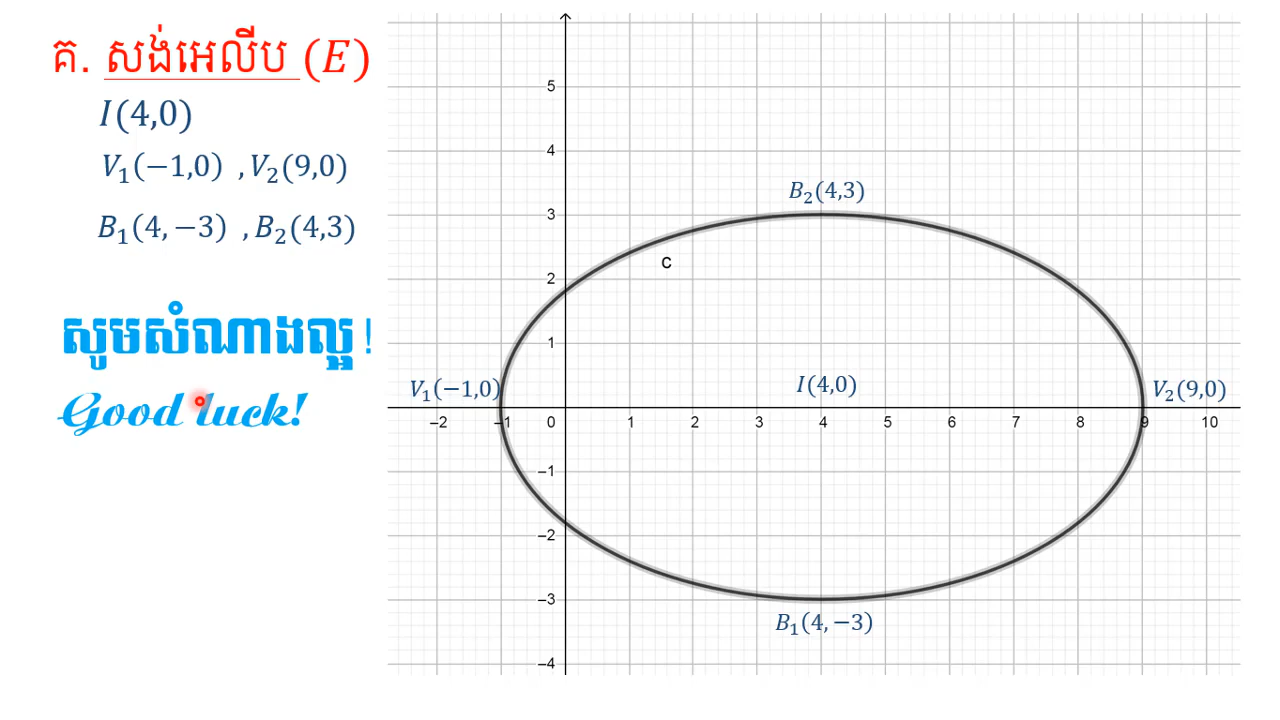 គ. សង់អេលីប (E)
I(4,0)
V₁(−1,0) ,V₂(9,0)
B₁(4,−3) ,B₂(4,3)
សូមសំណាងល្អ!
Good luck!
5
4
B₂(4,3)
3
c
2
1
V₁(−1,0) I(4,0) V₂(9,0)
−2 −1 0 1 2 3 4 5 6 7 8 9 10
−1
−2
−3
B₁(4,−3)
−4